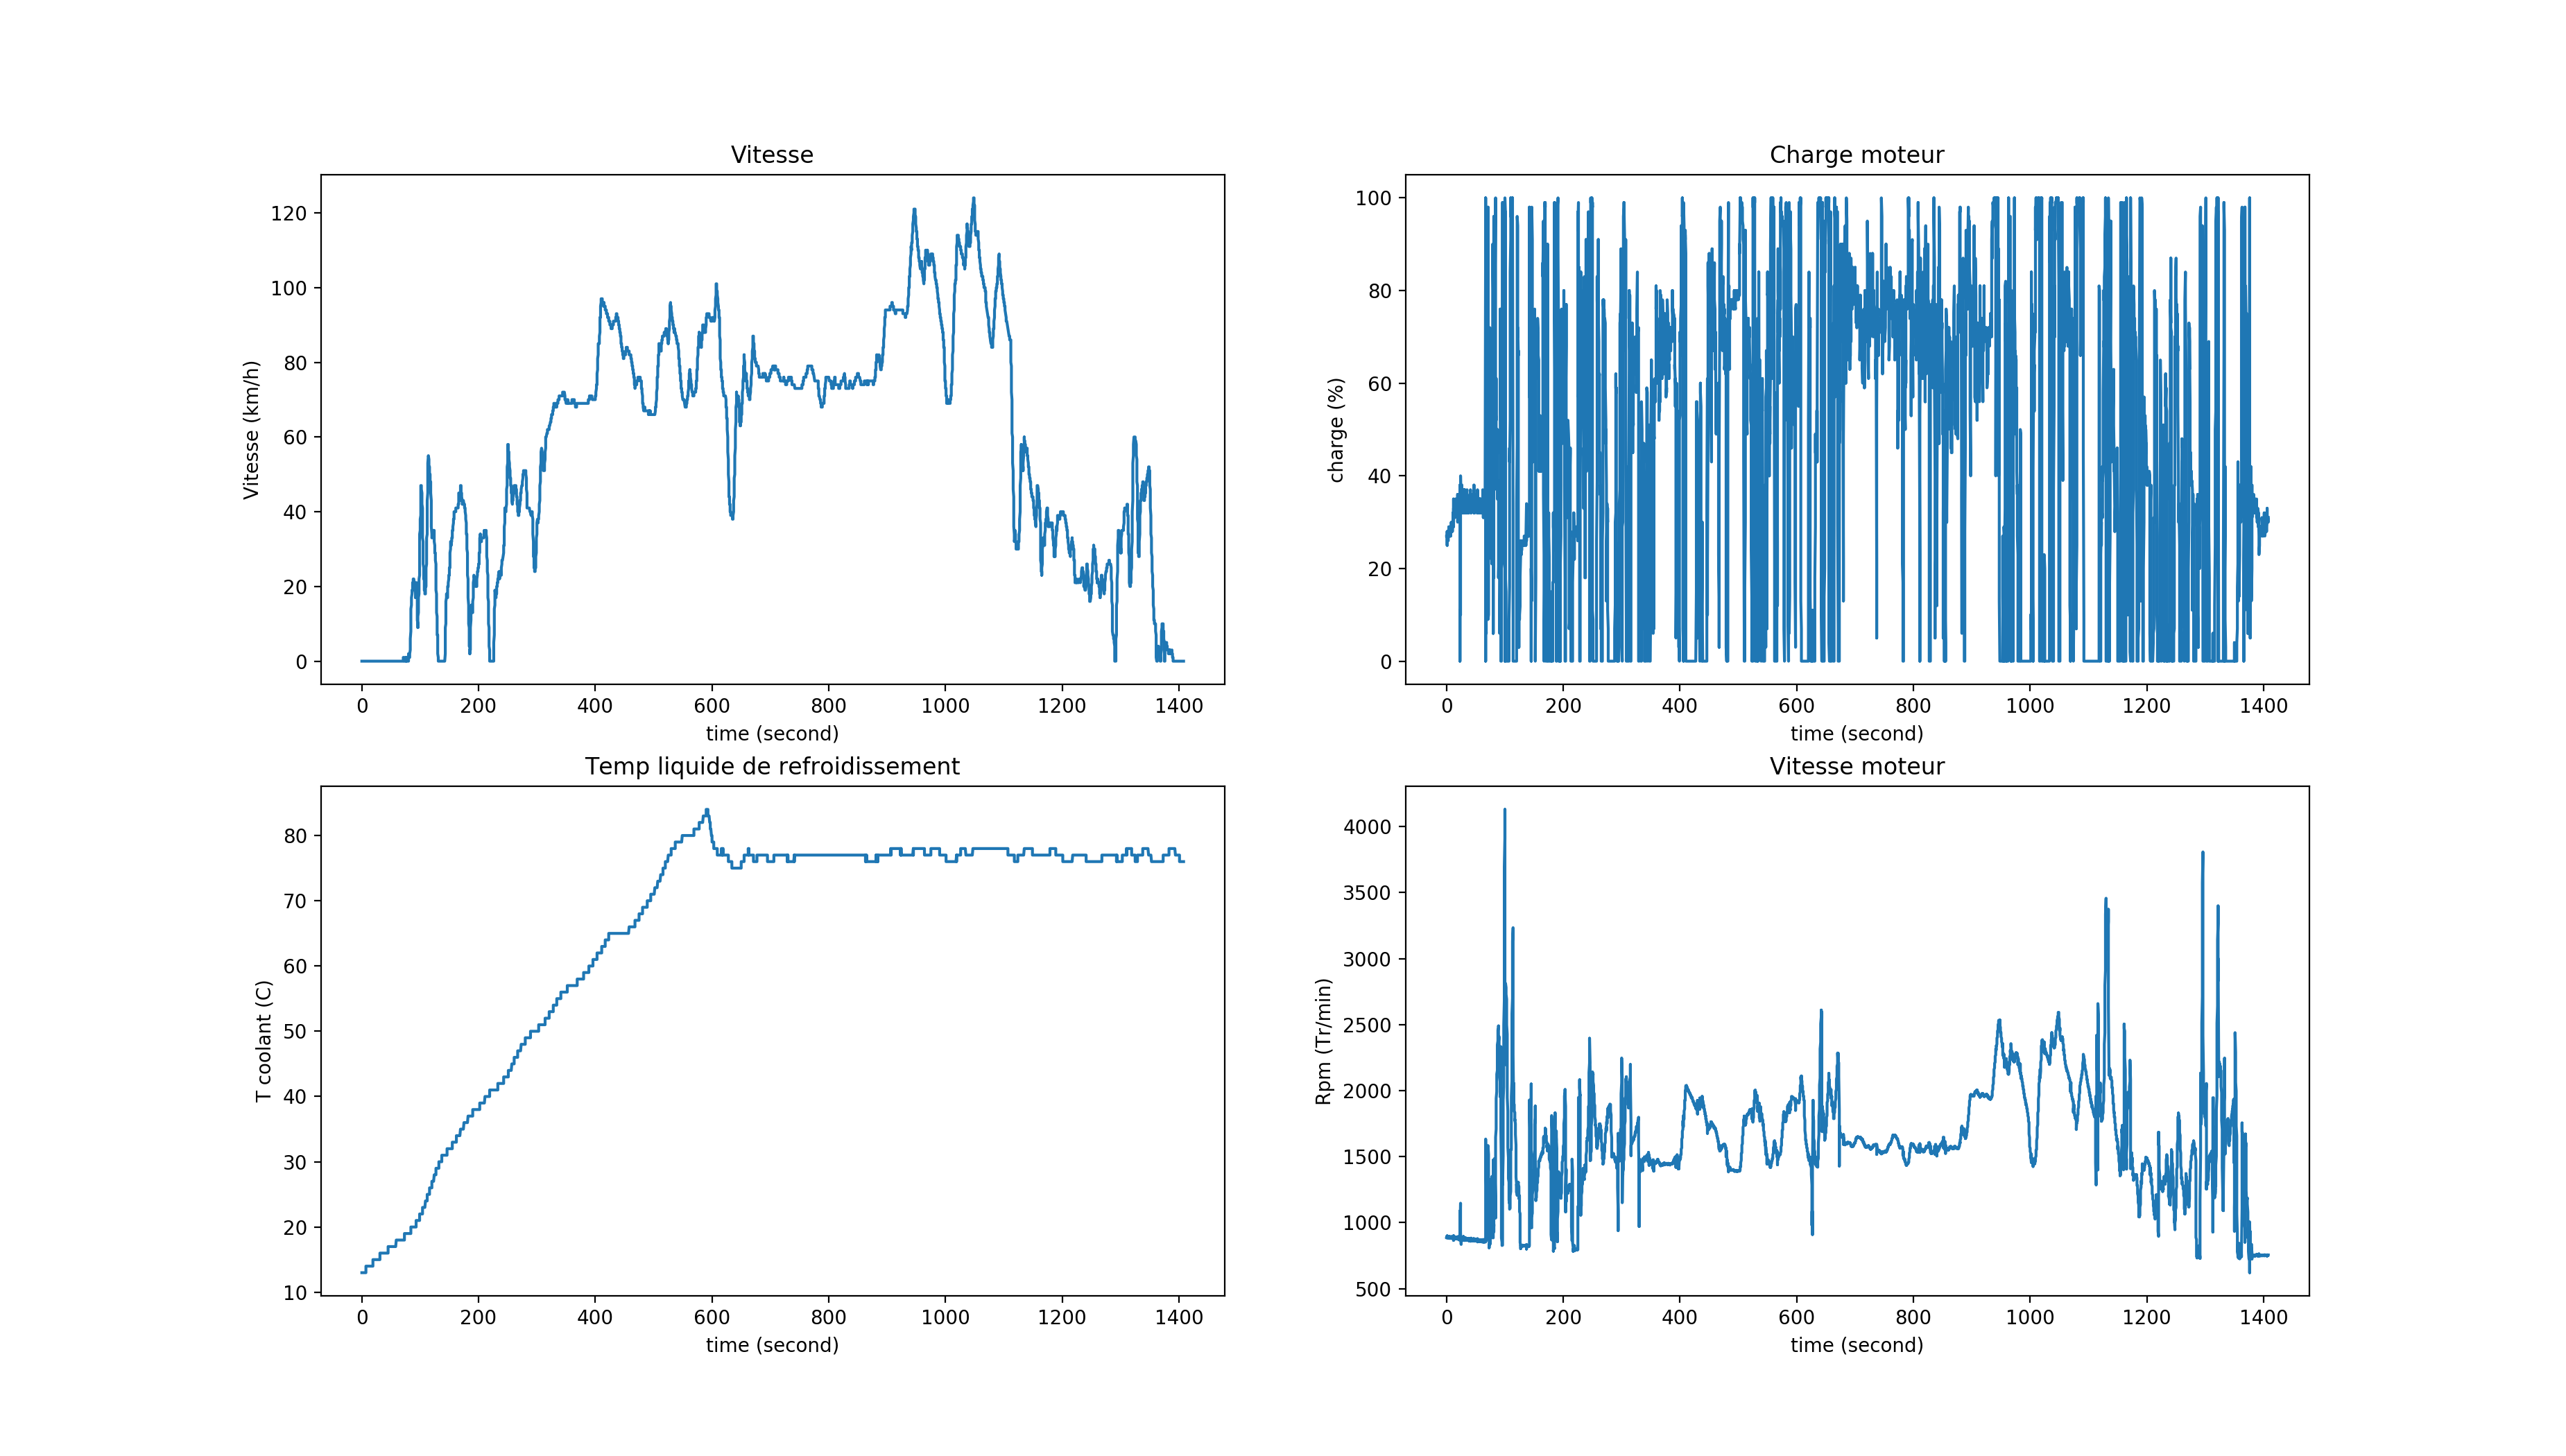 Vitesse
Vitesse (km/h)
120
100
80
60
40
20
0
0 200 400 600 800 1000 1200 1400
time (second)
Charge moteur
charge (%)
100
80
60
40
20
0
0 200 400 600 800 1000 1200 1400
time (second)
Temp liquide de refroidissement
T coolant (C)
80
70
60
50
40
30
20
10
0 200 400 600 800 1000 1200 1400
time (second)
Vitesse moteur
Rpm (Tr/min)
4000
3500
3000
2500
2000
1500
1000
500
0 200 400 600 800 1000 1200 1400
time (second)